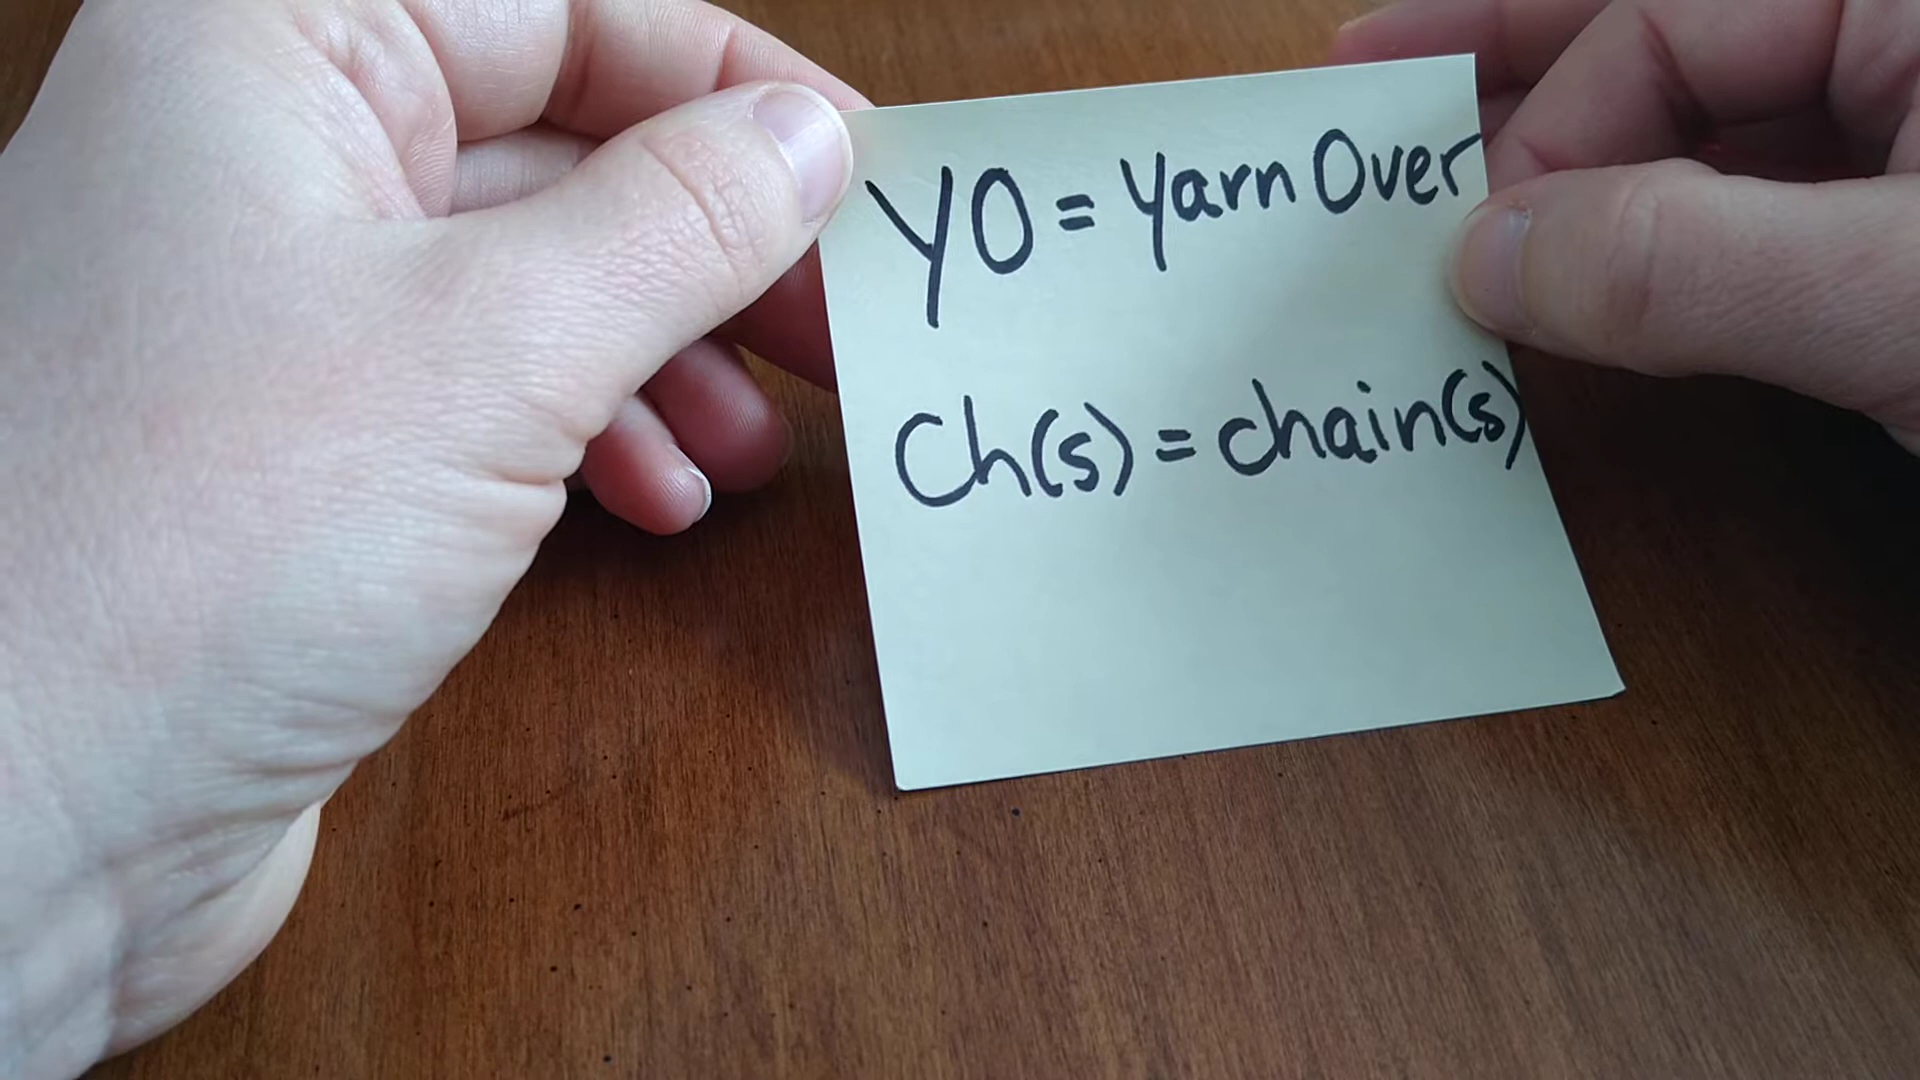 YO = Yarn Over
Ch(s) = chain(s)